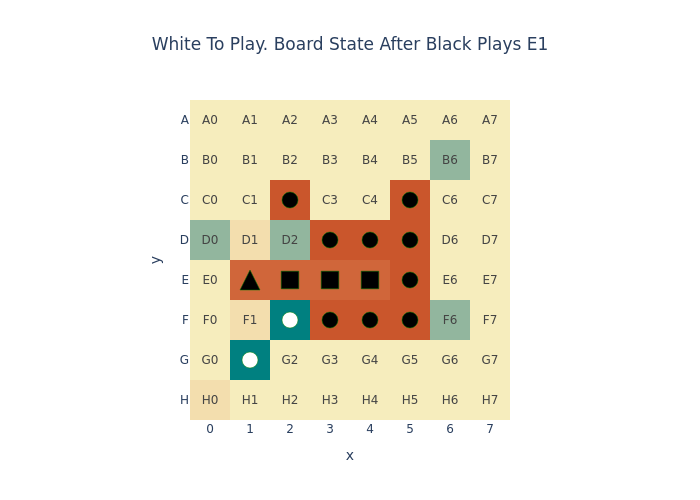 White To Play. Board State After Black Plays E1
A A0 A1 A2 A3 A4 A5 A6 A7
B B0 B1 B2 B3 B4 B5 B6 B7
C C0 C1 C3 C4 C6 C7
D D0 D1 D2 D6 D7
E E0 E6 E7
F F0 F1 F6 F7
G G0 G2 G3 G4 G5 G6 G7
H H0 H1 H2 H3 H4 H5 H6 H7
0 1 2 3 4 5 6 7
x
y